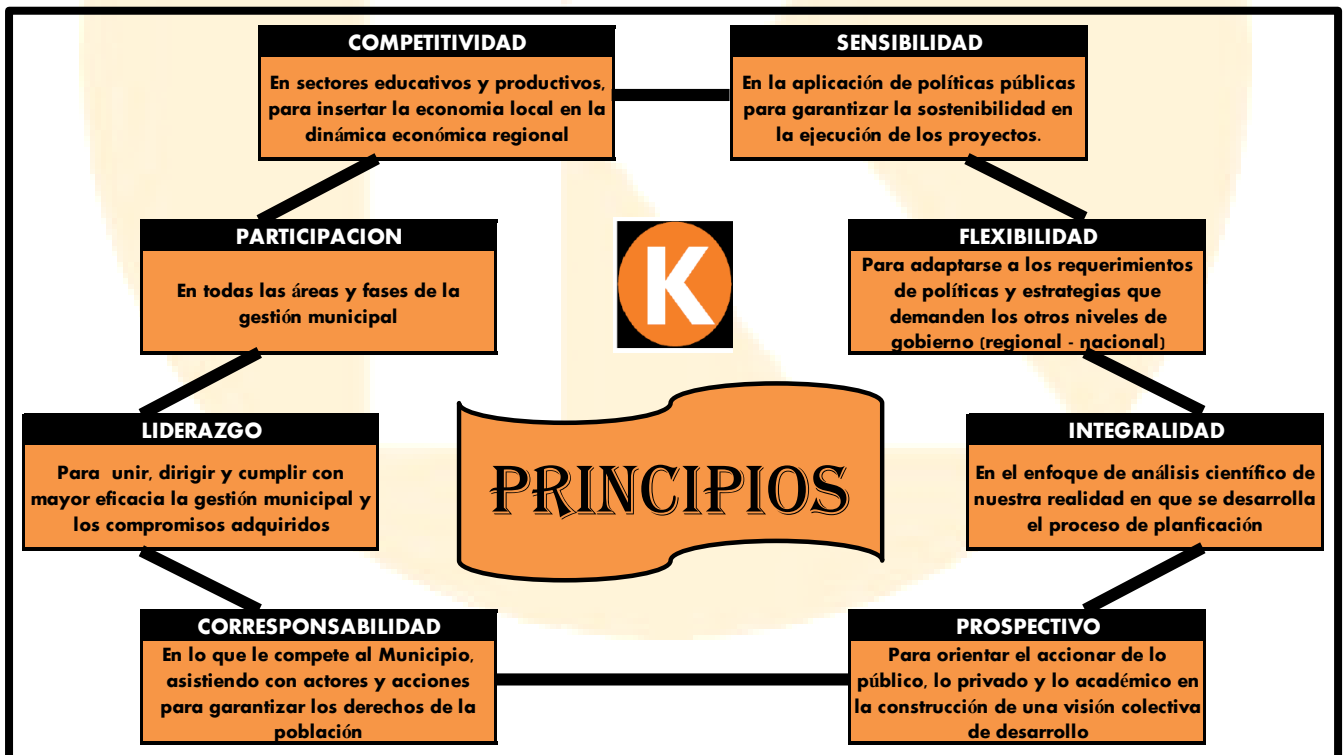 COMPETITIVIDAD
En sectores educativos y productivos,
para insertar la economia local en la
dinámica económica regional
SENSIBILIDAD
En la aplicación de políticas públicas
para garantizar la sostenibilidad en
la ejecución de los proyectos.
PARTICIPACION
En todas las áreas y fases de la
gestión municipal
K
FLEXIBILIDAD
Para adaptarse a los requerimientos
de políticas y estrategias que
demanden los otros niveles de
gobierno (regional - nacional)
LIDERAZGO
Para unir, dirigir y cumplir con
mayor eficacia la gestión municipal y
los compromisos adquiridos
PRINCIPIOS
INTEGRALIDAD
En el enfoque de análisis científico de
nuestra realidad en que se desarrolla
el proceso de planficación
CORRESPONSABILIDAD
En lo que le compete al Municipio,
asistiendo con actores y acciones
para garantizar los derechos de la
población
PROSPECTIVO
Para orientar el accionar de lo
público, lo privado y lo académico en
la construcción de una visión colectiva
de desarrollo